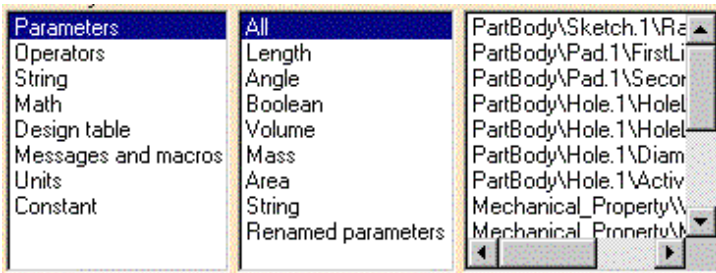 Parameters
Operators
String
Math
Design table
Messages and macros
Units
Constant
All
Length
Angle
Boolean
Volume
Mass
Area
String
Renamed parameters
PartBody\Sketch.1\Ra
PartBody\Pad.1\FirstLi
PartBody\Pad.1\Secor
PartBody\Hole.1\HoleL
PartBody\Hole.1\HoleL
PartBody\Hole.1\Diam
PartBody\Hole.1\Activ
Mechanical_Property\
Mechanical_Property\